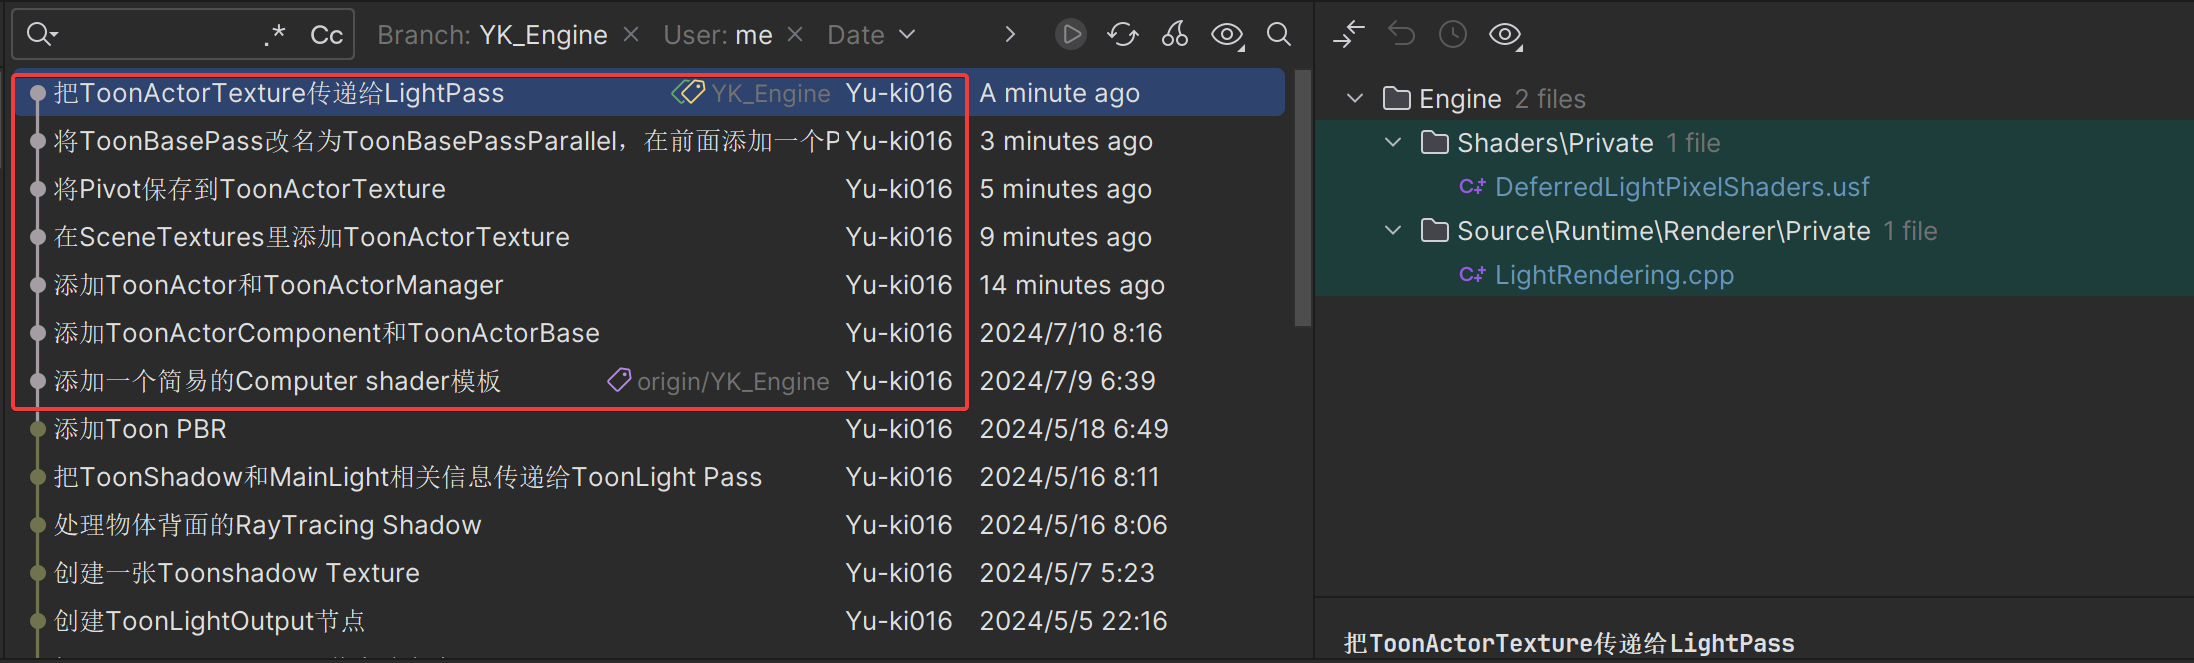 .* Cc Branch: YK_Engine User: me Date
把ToonActorTexture传递给LightPass YK_Engine Yu-ki016 A minute ago
将ToonBasePass改名为ToonBasePassParallel，在前面添加一个P Yu-ki016 3 minutes ago
将Pivot保存到ToonActorTexture Yu-ki016 5 minutes ago
在SceneTextures里添加ToonActorTexture Yu-ki016 9 minutes ago
添加ToonActor和ToonActorManager Yu-ki016 14 minutes ago
添加ToonActorComponent和ToonActorBase Yu-ki016 2024/7/10 8:16
添加一个简易的Computer shader模板 origin/YK_Engine Yu-ki016 2024/7/9 6:39
添加Toon PBR Yu-ki016 2024/5/18 6:49
把ToonShadow和MainLight相关信息传递给ToonLight Pass Yu-ki016 2024/5/16 8:11
处理物体背面的RayTracing Shadow Yu-ki016 2024/5/16 8:06
创建一张Toonshadow Texture Yu-ki016 2024/5/7 5:23
创建ToonLightOutput节点 Yu-ki016 2024/5/5 22:16
Engine 2 files
Shaders\Private 1 file
DeferredLightPixelShaders.usf
Source\Runtime\Renderer\Private 1 file
LightRendering.cpp
把ToonActorTexture传递给LightPass